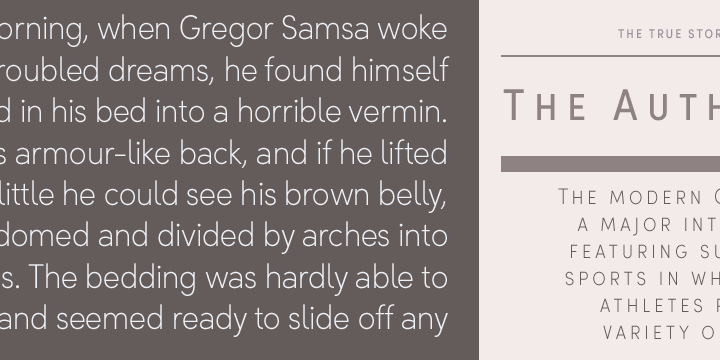 orning, when Gregor Samsa woke
roubled dreams, he found himself
d in his bed into a horrible vermin.
s armour-like back, and if he lifted
little he could see his brown belly,
domed and divided by arches into
s. The bedding was hardly able to
and seemed ready to slide off any
THE TRUE STOR
THE AUTH
THE MODERN
A MAJOR INT
FEATURING SU
SPORTS IN WH
ATHLETES
VARIETY O